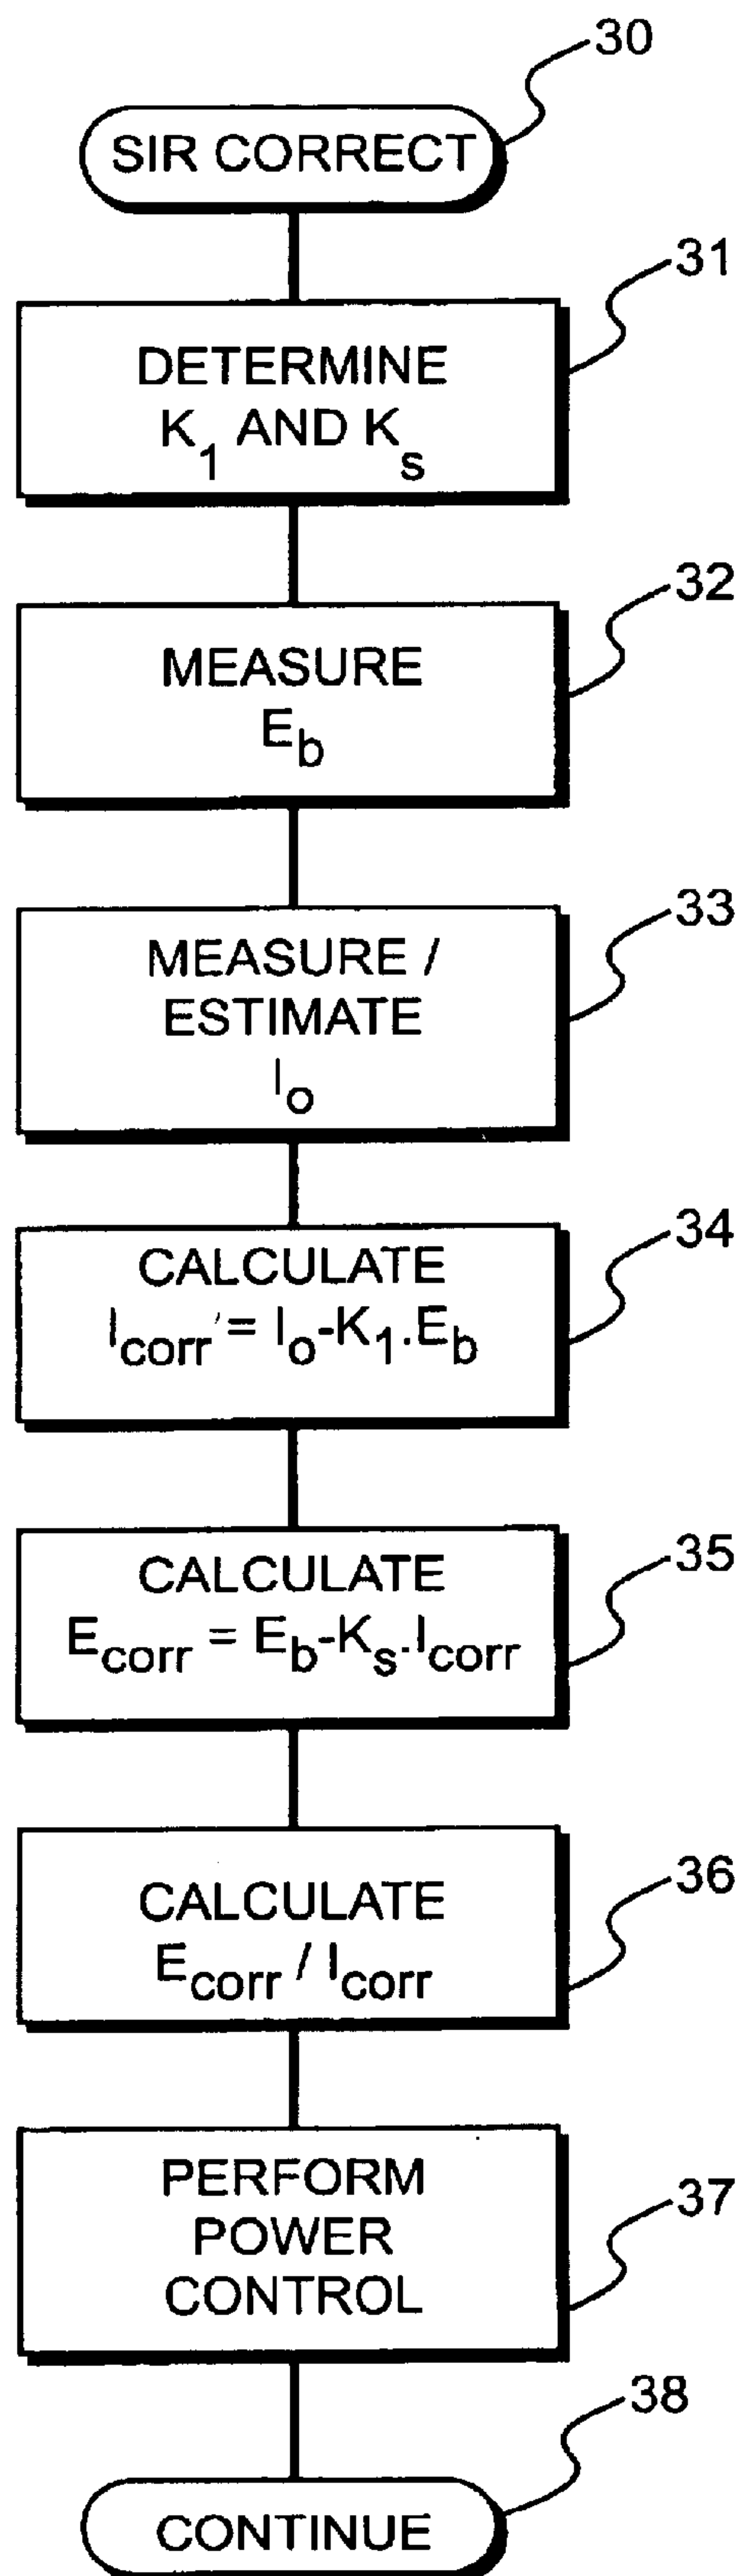 30
SIR CORRECT
31
DETERMINE
K1 AND Ks
32
MEASURE
Eb
33
MEASURE /
ESTIMATE
Io
34
CALCULATE
Icorr = Io-K1.Eb
35
CALCULATE
Ecorr = Eb-Ks.Icorr
36
CALCULATE
Ecorr / Icorr
37
PERFORM
POWER
CONTROL
38
CONTINUE